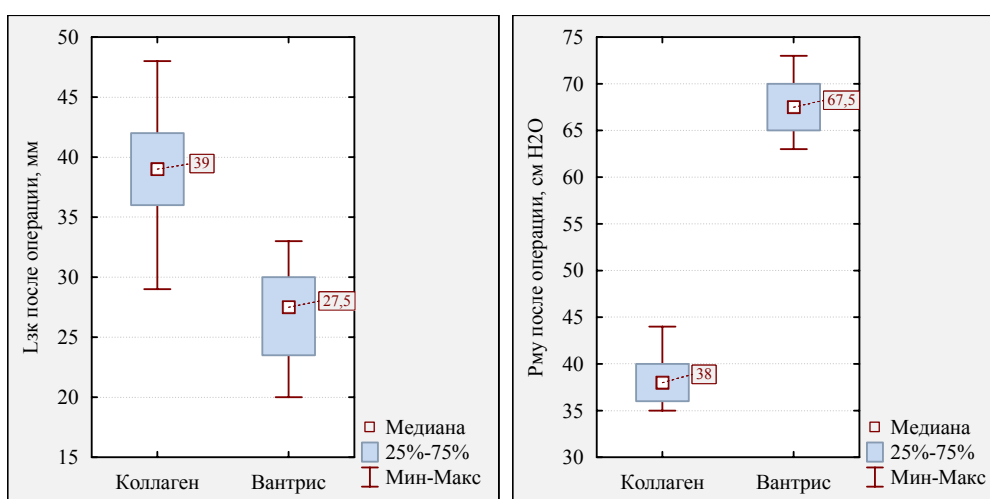 Lзк после операции, мм
50
45
40
35
30
25
20
15
39
27,5
Коллаген
Вантрис
Медиана
25%-75%
Мин-Макс
Рму после операции, см Н2О
75
70
65
60
55
50
45
40
35
30
67,5
38
Коллаген
Вантрис
Медиана
25%-75%
Мин-Макс